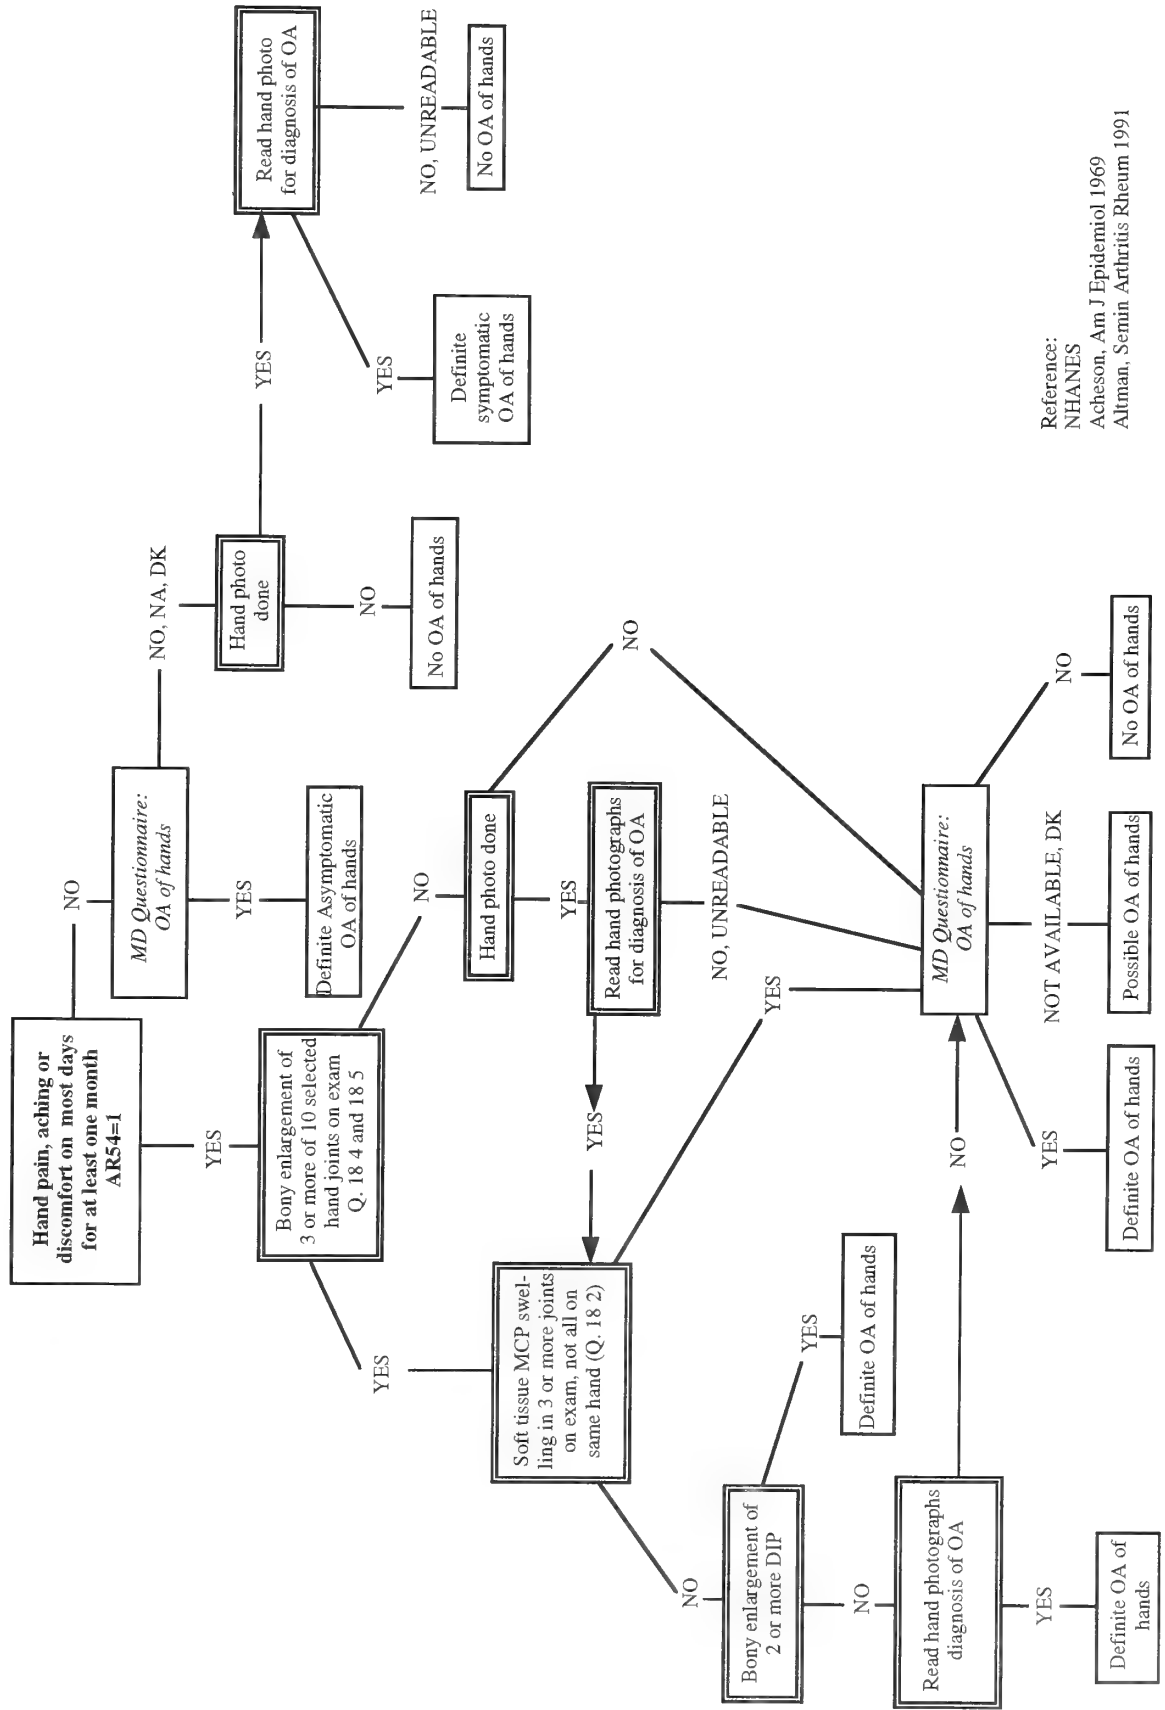 Hand pain, aching or
discomfort on most days
for at least one month
AR54=1
NO
MD Questionnaire:
OA of hands
NO, NA, DK
Hand photo
done
YES
Read hand photo
for diagnosis of OA
NO, UNREADABLE
No OA of hands
YES
Definite
symptomatic
OA of hands
NO
No OA of hands
YES
Definite Asymptomatic
OA of hands
YES
Bony enlargement of
3 or more of 10 selected
hand joints on exam
Q. 18 4 and 18 5
NO
Hand photo done
NO
YES
Read hand photographs
for diagnosis of OA
NO, UNREADABLE
YES
YES
Soft tissue MCP swel-
ling in 3 or more joints
on exam, not all on
same hand (Q. 18 2)
YES
NO
Bony enlargement of
2 or more DIP
YES
Definite OA of hands
NO
Read hand photographs
diagnosis of OA
NO
YES
Definite OA of
hands
MD Questionnaire:
OA of hands
YES
Definite OA of hands
NOT AVAILABLE, DK
Possible OA of hands
NO
No OA of hands
Reference:
NHANES
Acheson, Am J Epidemiol 1969
Altman, Semin Arthritis Rheum 1991